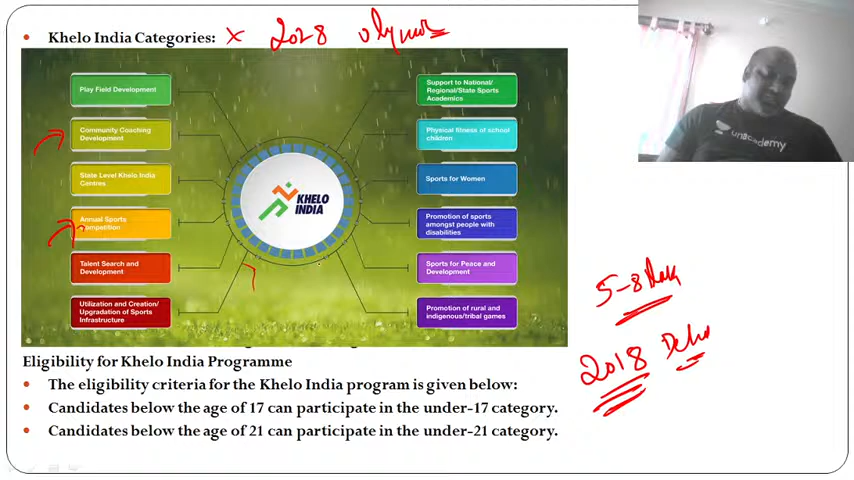 Khelo India Categories: x 2028 olympics
Play Field Development
Community Coaching
Development
State Level Khelo India
Centres
Annual Sports
Competition
Talent Search and
Development
Utilization and Creation/
Upgradation of Sports
Infrastructure
KHELO
INDIA
Support to National/
Regional/State Sports
Academics
Physical fitness of school
children
Sports for Women
Promotion of sports
amongst people with
disabilities
Sports for Peace and
Development
Promotion of rural and
indigenous/tribal games
unacademy
5-8
2018 Delhi
Eligibility for Khelo India Programme
The eligibility criteria for the Khelo India program is given below:
Candidates below the age of 17 can participate in the under-17 category.
Candidates below the age of 21 can participate in the under-21 category.